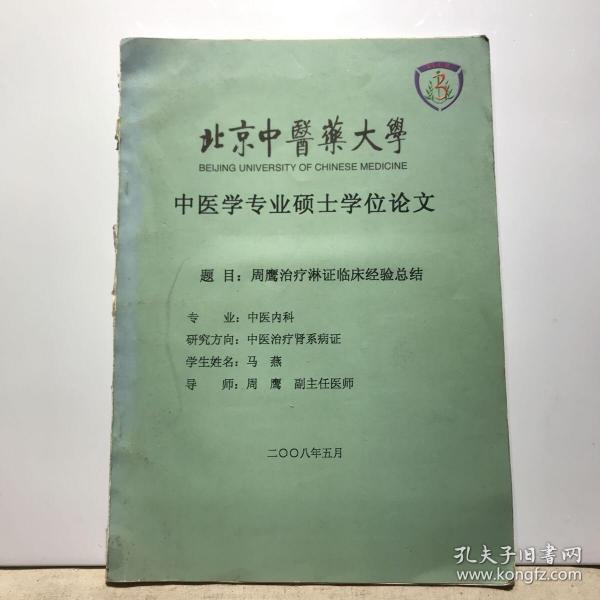 北京中醫藥大學
BEIJING UNIVERSITY OF CHINESE MEDICINE
中医学专业硕士学位论文
题 目：周鹰治疗淋证临床经验总结
专 业：中医内科
研究方向：中医治疗肾系病证
学生姓名：马 燕
导 师：周 鹰 副主任医师
二〇〇八年五月
孔夫子旧书网
www.kongfz.com